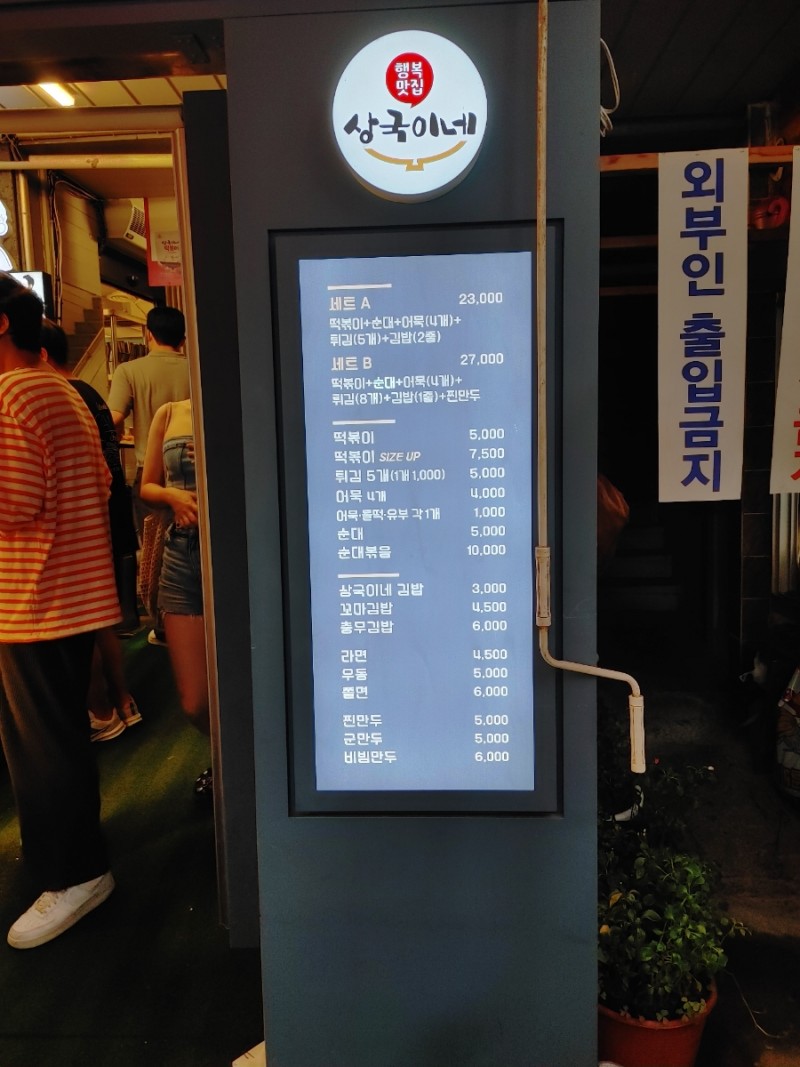 행복
맛집
상국이네
세트 A 23,000
떡볶이+순대+어묵(4개)+
튀김(5개)+김밥(2줄)
세트 B 27,000
떡볶이+순대+어묵(4개)+
튀김(8개)+김밥(1줄)+찐만두
떡볶이 5,000
떡볶이 SIZE UP 7,500
튀김 5개(1개 1,000) 5,000
어묵 4개 4,000
어묵·물떡·유부 각 1개 1,000
순대 5,000
순대볶음 10,000
상국이네 김밥 3,000
꼬마김밥 4,500
충무김밥 6,000
라면 4,500
우동 5,000
쫄면 6,000
찐만두 5,000
군만두 5,000
비빔만두 6,000
외부인 출입금지